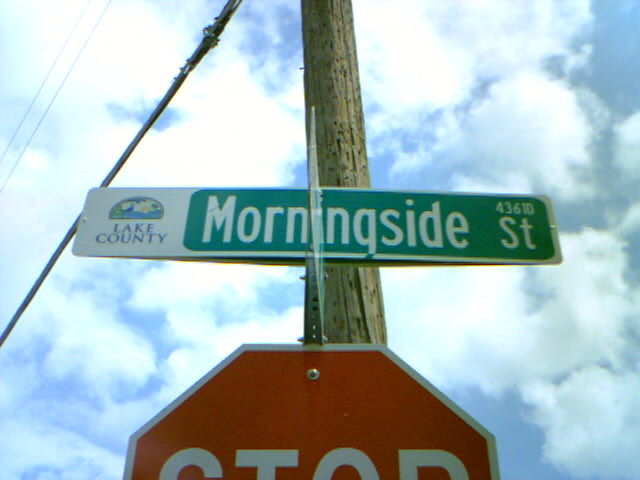 LAKE
COUNTY
Morningside St
4361D
STOP